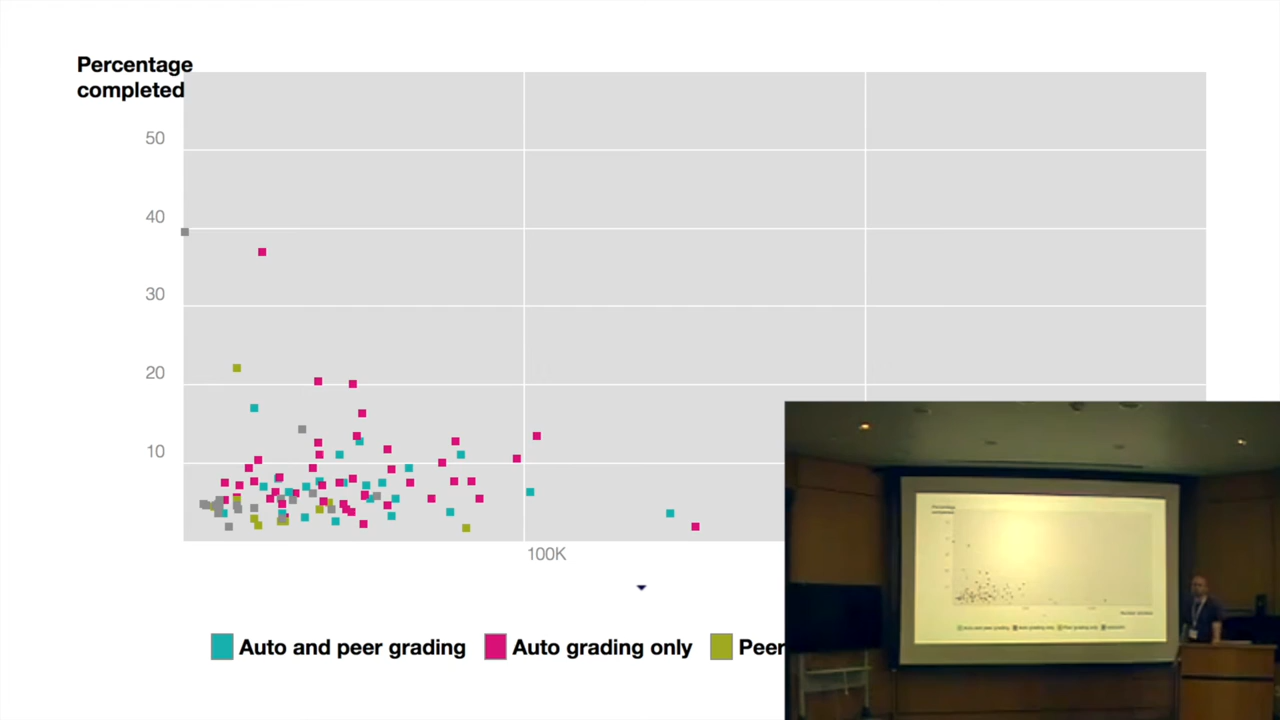 Percentage
completed
50
40
30
20
10
100K
Auto and peer grading
Auto grading only
Peer